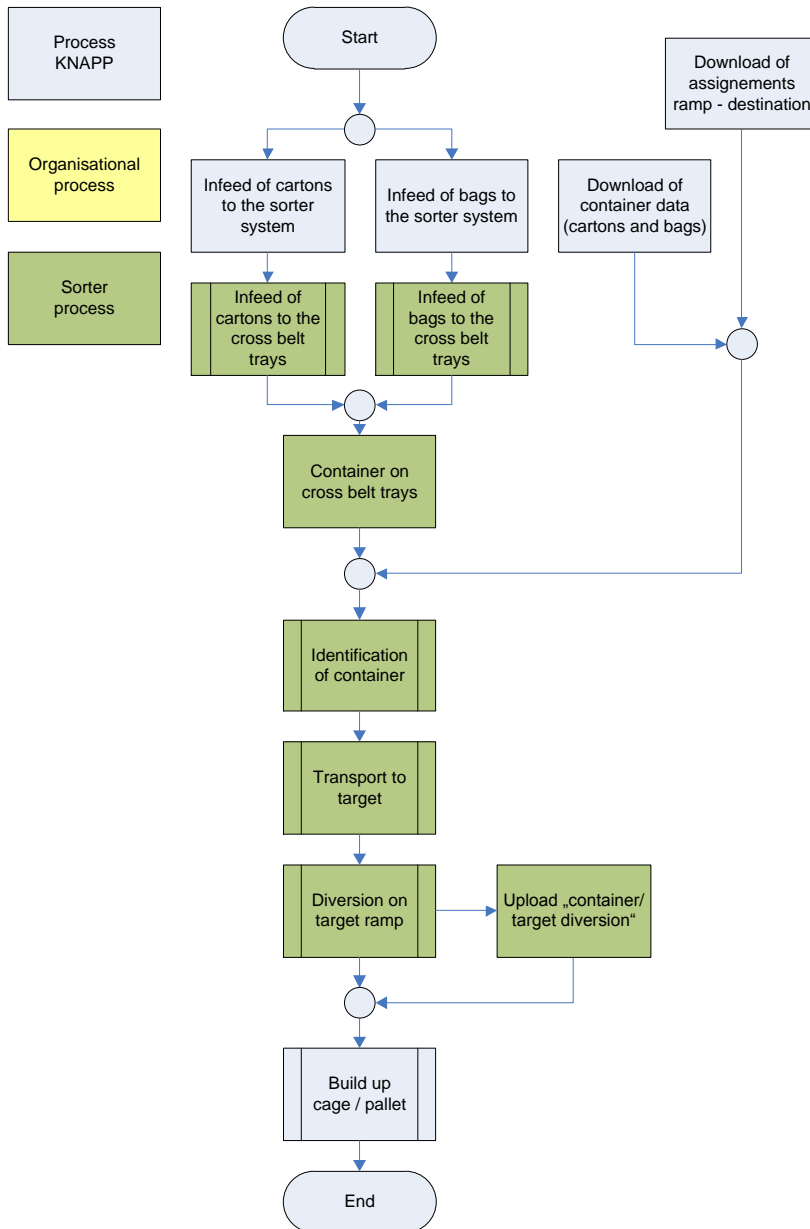 Process
KNAPP
Start
Download of
assignements
ramp - destination
Organisational
process
Infeed of cartons
to the sorter
system
Infeed of bags to
the sorter system
Download of
container data
(cartons and bags)
Sorter
process
Infeed of
cartons to the
cross belt
trays
Infeed of
bags to the
cross belt
trays
Container on
cross belt trays
Identification
of container
Transport to
target
Diversion on
target ramp
Upload „container/
target diversion“
Build up
cage / pallet
End